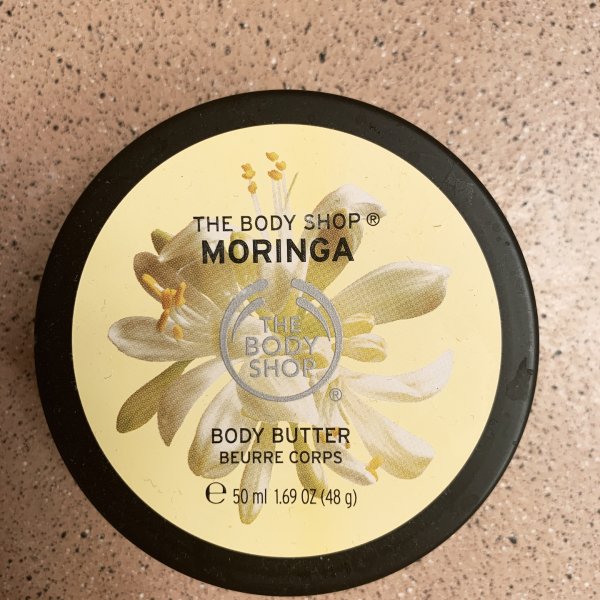 THE BODY SHOP®
MORINGA
THE
BODY
SHOP
®
BODY BUTTER
BEURRE CORPS
℮ 50 ml 1.69 OZ (48 g)